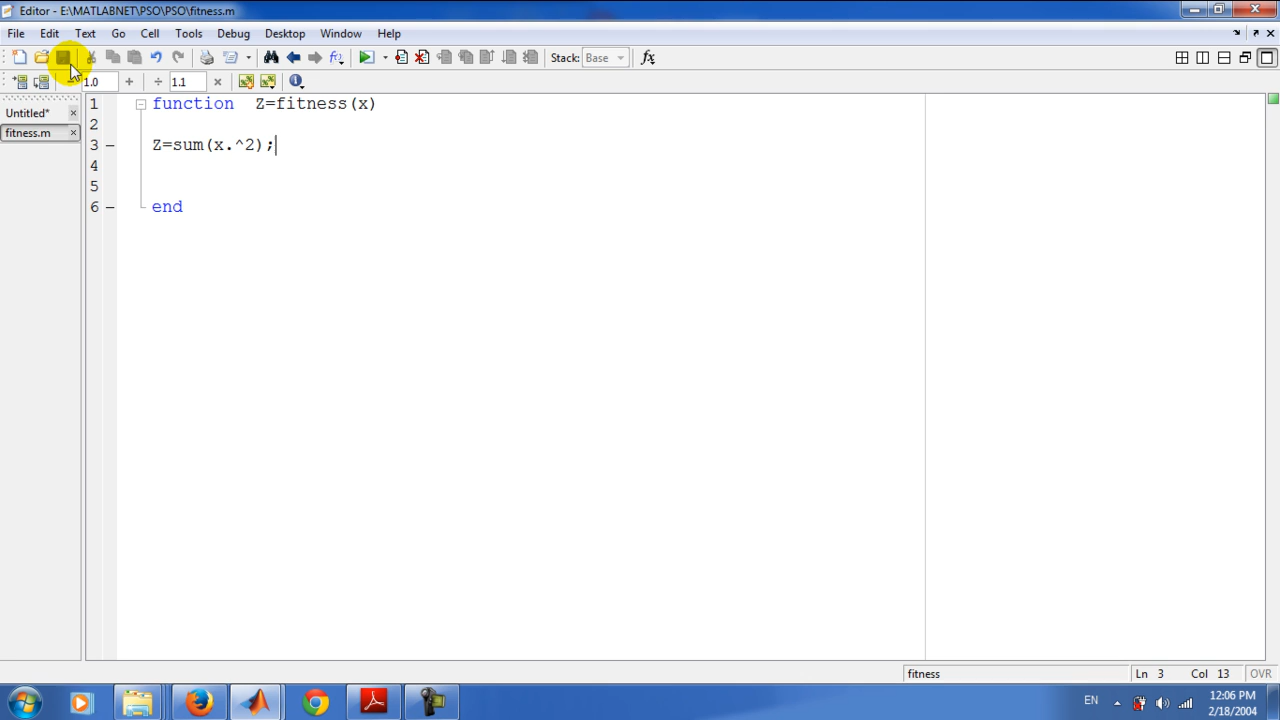 Editor - E:\MATLABNET\PSO\PSO\fitness.m
File Edit Text Go Cell Tools Debug Desktop Window Help
Stack: Base fx
1.0 + ÷ 1.1 ×
Untitled* ×
fitness.m ×
1 function Z=fitness(x)
2
3 – Z=sum(x.^2);
4
5
6 – end
fitness Ln 3 Col 13 OVR
EN 12:06 PM
2/18/2004